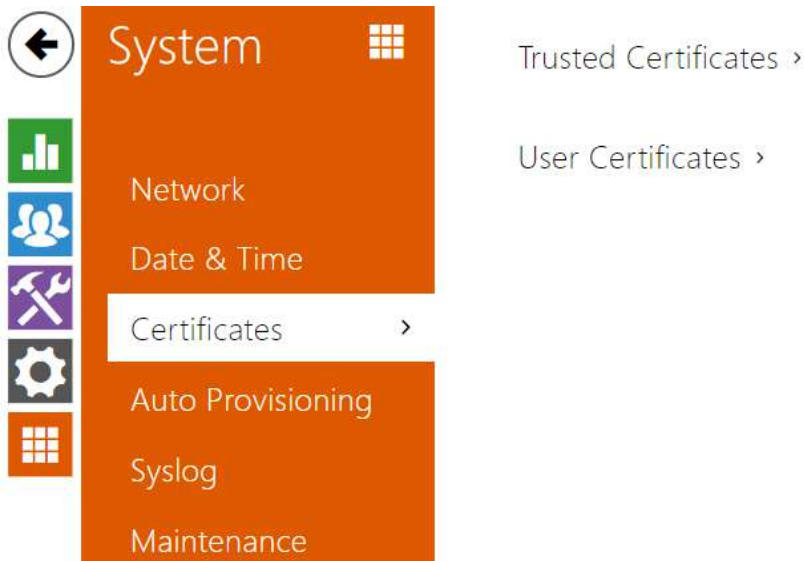 System
Network
Date & Time
Certificates
Auto Provisioning
Syslog
Maintenance
Trusted Certificates
User Certificates